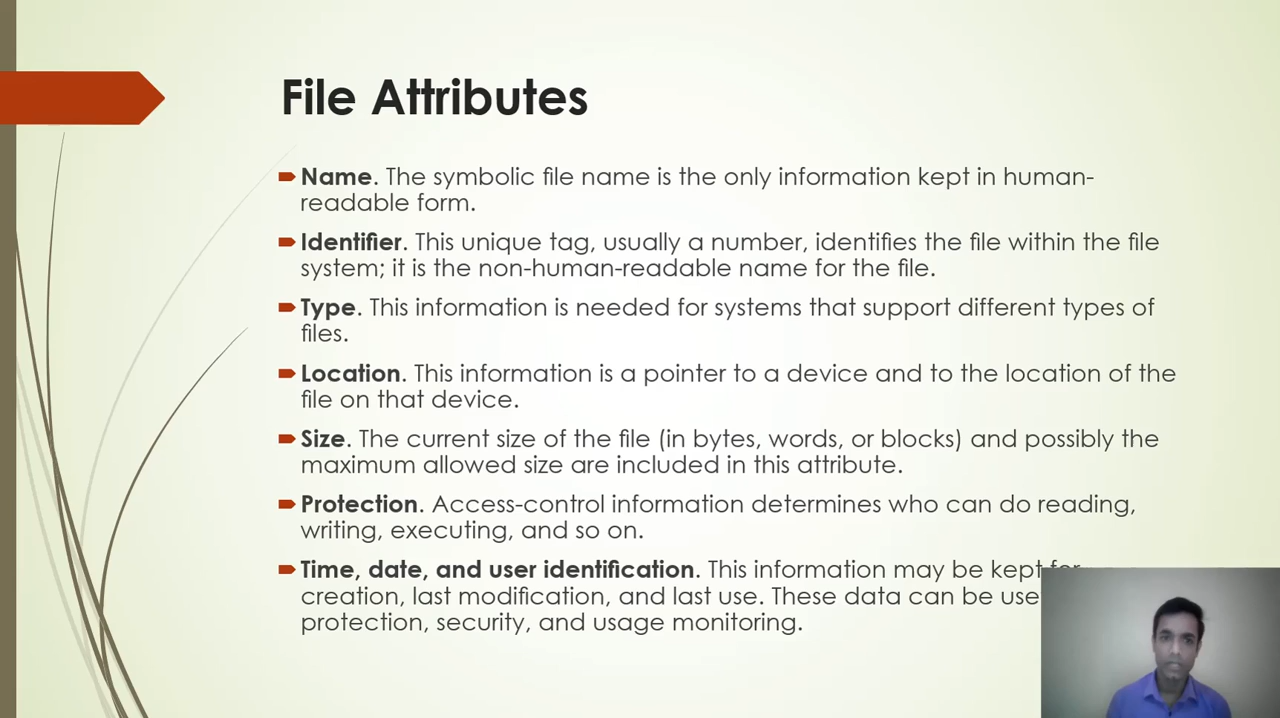 File Attributes
Name. The symbolic file name is the only information kept in human-
readable form.
Identifier. This unique tag, usually a number, identifies the file within the file
system; it is the non-human-readable name for the file.
Type. This information is needed for systems that support different types of
files.
Location. This information is a pointer to a device and to the location of the
file on that device.
Size. The current size of the file (in bytes, words, or blocks) and possibly the
maximum allowed size are included in this attribute.
Protection. Access-control information determines who can do reading,
writing, executing, and so on.
Time, date, and user identification. This information may be kept for
creation, last modification, and last use. These data can be
protection, security, and usage monitoring.